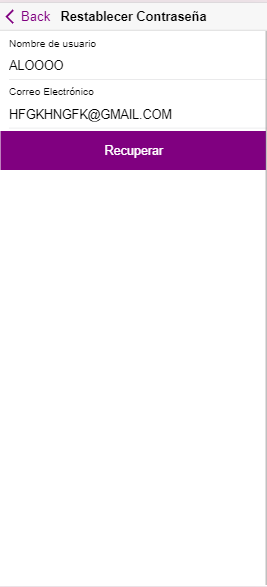 Back Restablecer Contraseña
Nombre de usuario
ALOOOO
Correo Electrónico
HFGKHNGFK@GMAIL.COM
Recuperar